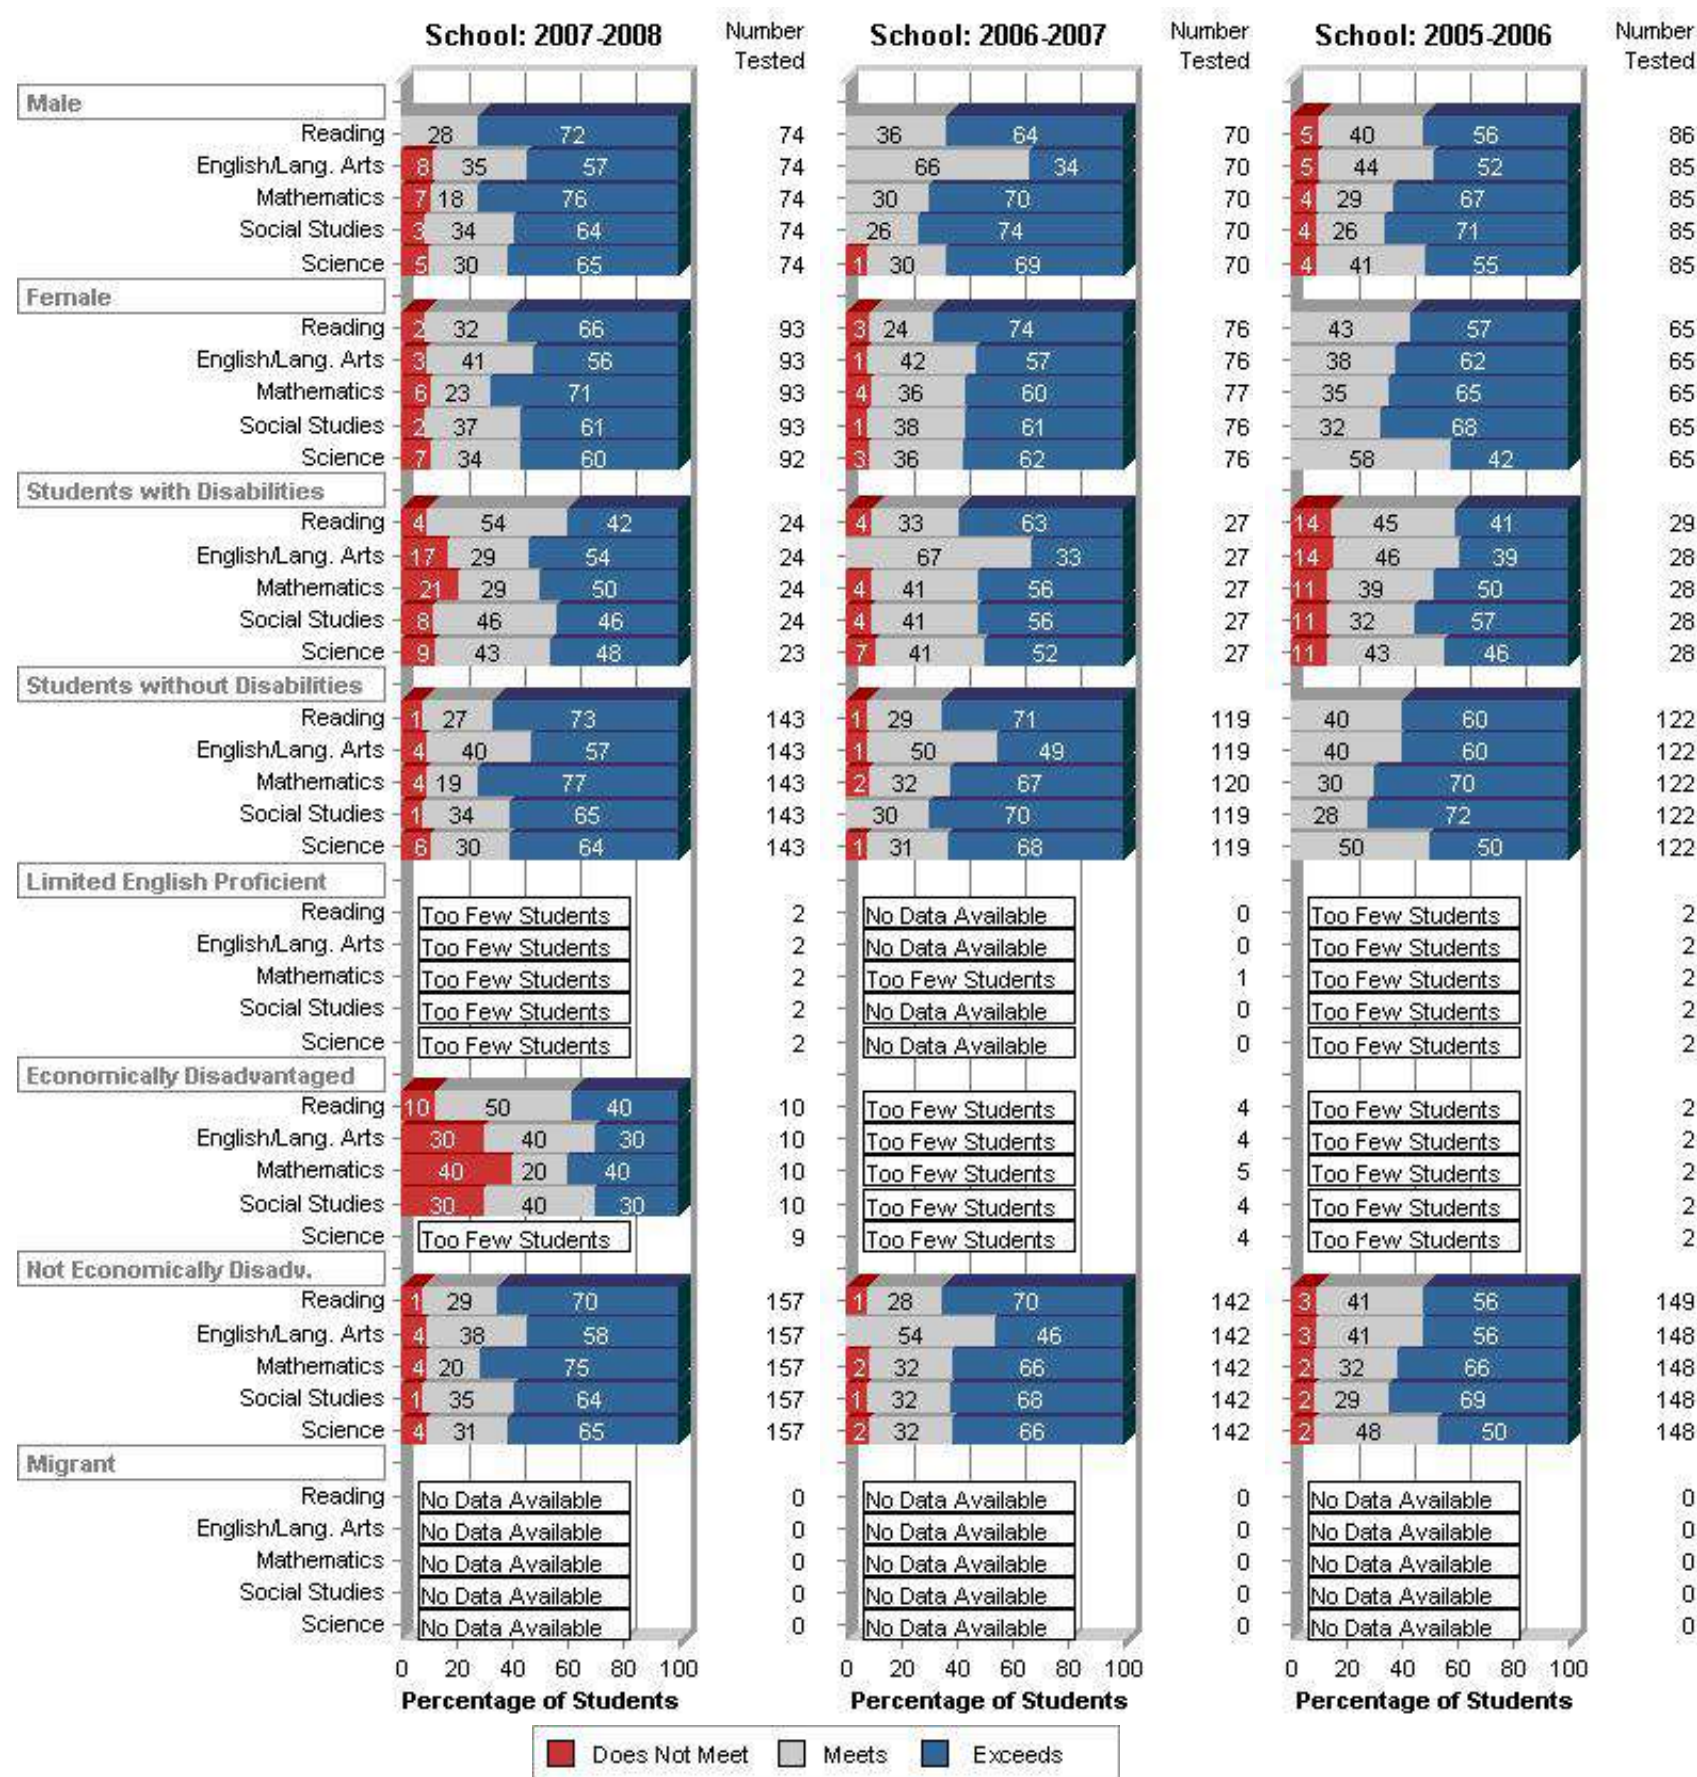 School: 2007-2008 Number Tested School: 2006-2007 Number Tested School: 2005-2006 Number Tested
Male
Reading 28 72 74 36 64 70 5 40 56 86
English/Lang. Arts 8 35 57 74 66 34 70 5 44 52 85
Mathematics 7 18 76 74 30 70 70 4 29 67 85
Social Studies 3 34 64 74 26 74 70 4 26 71 85
Science 5 30 65 74 1 30 69 70 4 41 55 85
Female
Reading 2 32 66 93 3 24 74 76 43 57 65
English/Lang. Arts 3 41 56 93 1 42 57 76 38 62 65
Mathematics 6 23 71 93 4 36 60 77 35 65 65
Social Studies 2 37 61 93 1 38 61 76 32 68 65
Science 7 34 60 92 3 36 62 76 58 42 65
Students with Disabilities
Reading 4 54 42 24 4 33 63 27 14 45 41 29
English/Lang. Arts 17 29 54 24 67 33 27 14 46 39 28
Mathematics 21 29 50 24 4 41 56 27 11 39 50 28
Social Studies 8 46 46 24 4 41 56 27 11 32 57 28
Science 9 43 48 23 7 41 52 27 11 43 46 28
Students without Disabilities
Reading 1 27 73 143 1 29 71 119 40 60 122
English/Lang. Arts 4 40 57 143 1 50 49 119 40 60 122
Mathematics 4 19 77 143 2 32 67 120 30 70 122
Social Studies 1 34 65 143 30 70 119 28 72 122
Science 6 30 64 143 1 31 68 119 50 50 122
Limited English Proficient
Reading Too Few Students 2 No Data Available 0 Too Few Students 2
English/Lang. Arts Too Few Students 2 No Data Available 0 Too Few Students 2
Mathematics Too Few Students 2 Too Few Students 1 Too Few Students 2
Social Studies Too Few Students 2 No Data Available 0 Too Few Students 2
Science Too Few Students 2 No Data Available 0 Too Few Students 2
Economically Disadvantaged
Reading 10 50 40 10 Too Few Students 4 Too Few Students 2
English/Lang. Arts 30 40 30 10 Too Few Students 4 Too Few Students 2
Mathematics 40 20 40 10 Too Few Students 5 Too Few Students 2
Social Studies 30 40 30 10 Too Few Students 4 Too Few Students 2
Science Too Few Students 9 Too Few Students 4 Too Few Students 2
Not Economically Disadv.
Reading 1 29 70 157 1 28 70 142 3 41 56 149
English/Lang. Arts 4 38 58 157 54 46 142 3 41 56 148
Mathematics 4 20 75 157 2 32 66 142 2 32 66 148
Social Studies 1 35 64 157 1 32 68 142 2 29 69 148
Science 4 31 65 157 2 32 66 142 2 48 50 148
Migrant
Reading No Data Available 0 No Data Available 0 No Data Available 0
English/Lang. Arts No Data Available 0 No Data Available 0 No Data Available 0
Mathematics No Data Available 0 No Data Available 0 No Data Available 0
Social Studies No Data Available 0 No Data Available 0 No Data Available 0
Science No Data Available 0 No Data Available 0 No Data Available 0
0 20 40 60 80 100 0 20 40 60 80 100 0 20 40 60 80 100
Percentage of Students Percentage of Students Percentage of Students
Does Not Meet Meets Exceeds